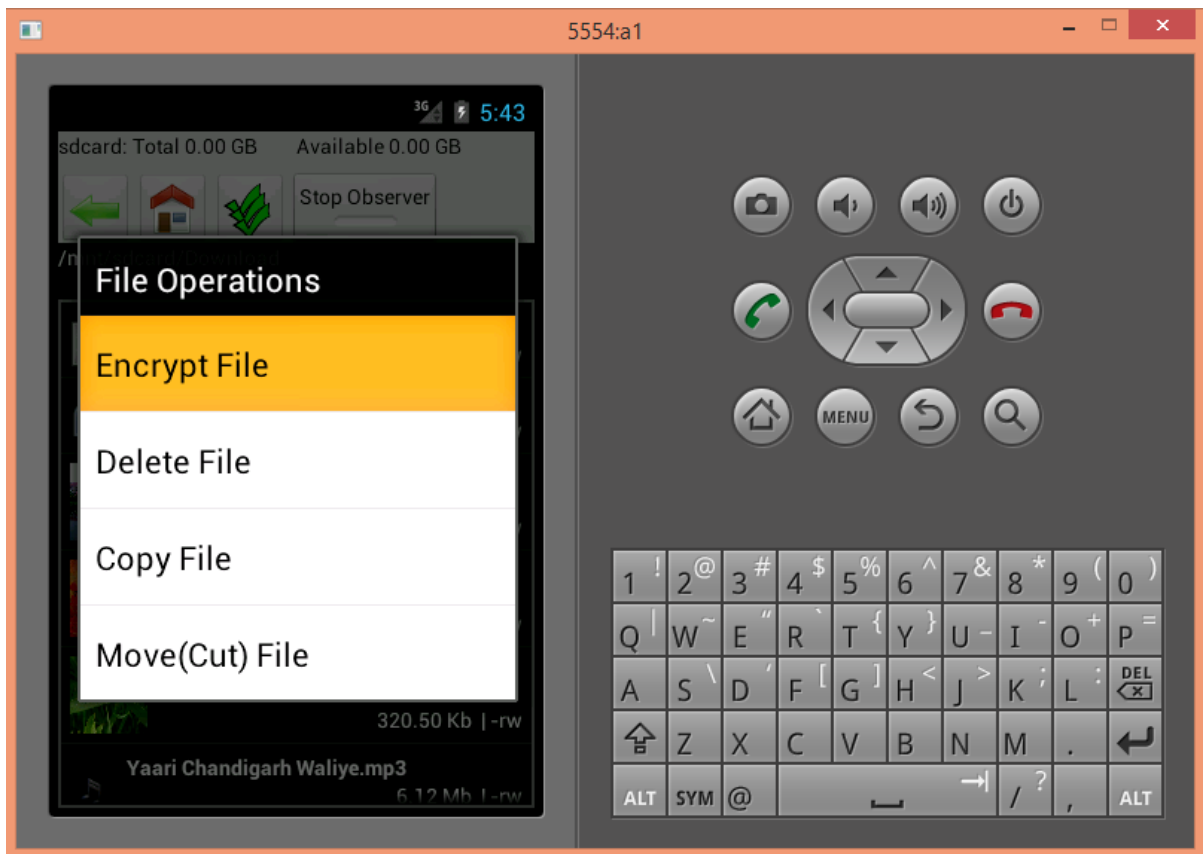 5554:a1
3G 5:43
sdcard: Total 0.00 GB Available 0.00 GB
Stop Observer
File Operations
Encrypt File
Delete File
Copy File
Move(Cut) File
320.50 Kb |-rw
Yaari Chandigarh Waliye.mp3
6.12 Mb |-rw
MENU
1 ! 2 @ 3 # 4 $ 5 % 6 ^ 7 & 8 * 9 ( 0 )
Q | W ~ E " R ` T { Y } U _ I - O + P =
A S \ D ' F [ G ] H < J > K ; L : DEL
Z X C V B N M .
ALT SYM @ / ? , ALT